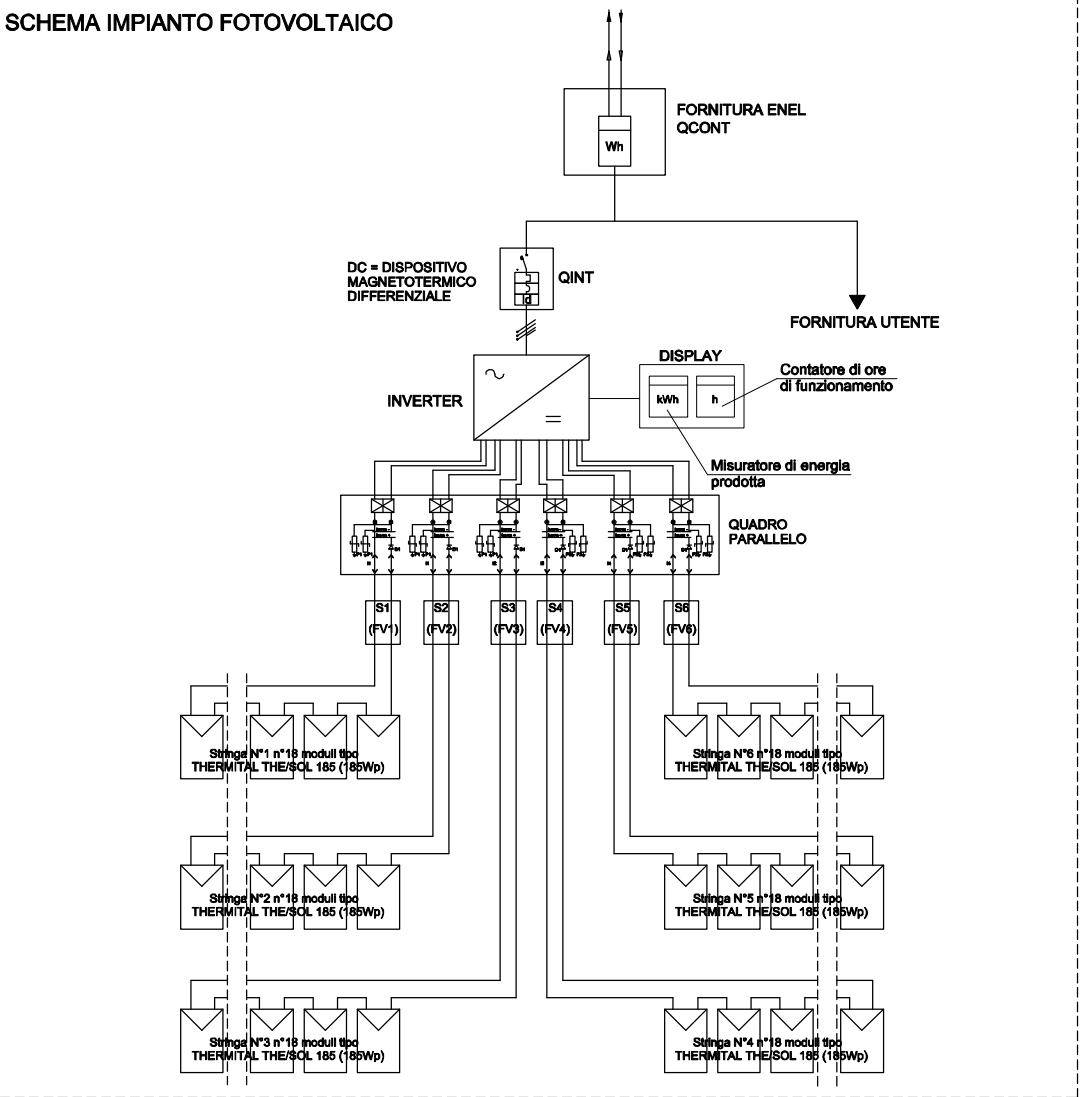 SCHEMA IMPIANTO FOTOVOLTAICO
FORNITURA ENEL
QCONT
Wh
DC = DISPOSITIVO
MAGNETOTERMICO
DIFFERENZIALE
QINT
d
FORNITURA UTENTE
DISPLAY
kWh
h
Contatore di ore
di funzionamento
INVERTER
Misuratore di energia
prodotta
QUADRO
PARALLELO
S1
(FV1)
S2
(FV2)
S3
(FV3)
S4
(FV4)
S5
(FV5)
S6
(FV6)
Stringa N°1 n°18 moduli tipo
THERMITAL THE/SOL 185 (185Wp)
Stringa N°6 n°18 moduli tipo
THERMITAL THE/SOL 185 (185Wp)
Stringa N°2 n°18 moduli tipo
THERMITAL THE/SOL 185 (185Wp)
Stringa N°5 n°18 moduli tipo
THERMITAL THE/SOL 185 (185Wp)
Stringa N°3 n°18 moduli tipo
THERMITAL THE/SOL 185 (185Wp)
Stringa N°4 n°18 moduli tipo
THERMITAL THE/SOL 185 (185Wp)